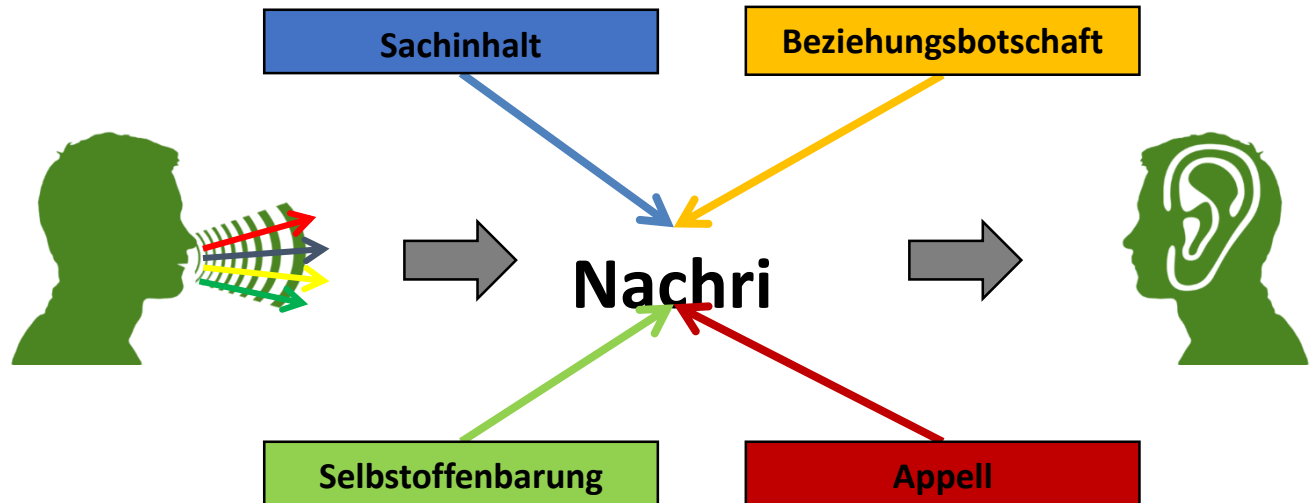 Sachinhalt
Beziehungsbotschaft
Nachri
Selbstoffenbarung
Appell